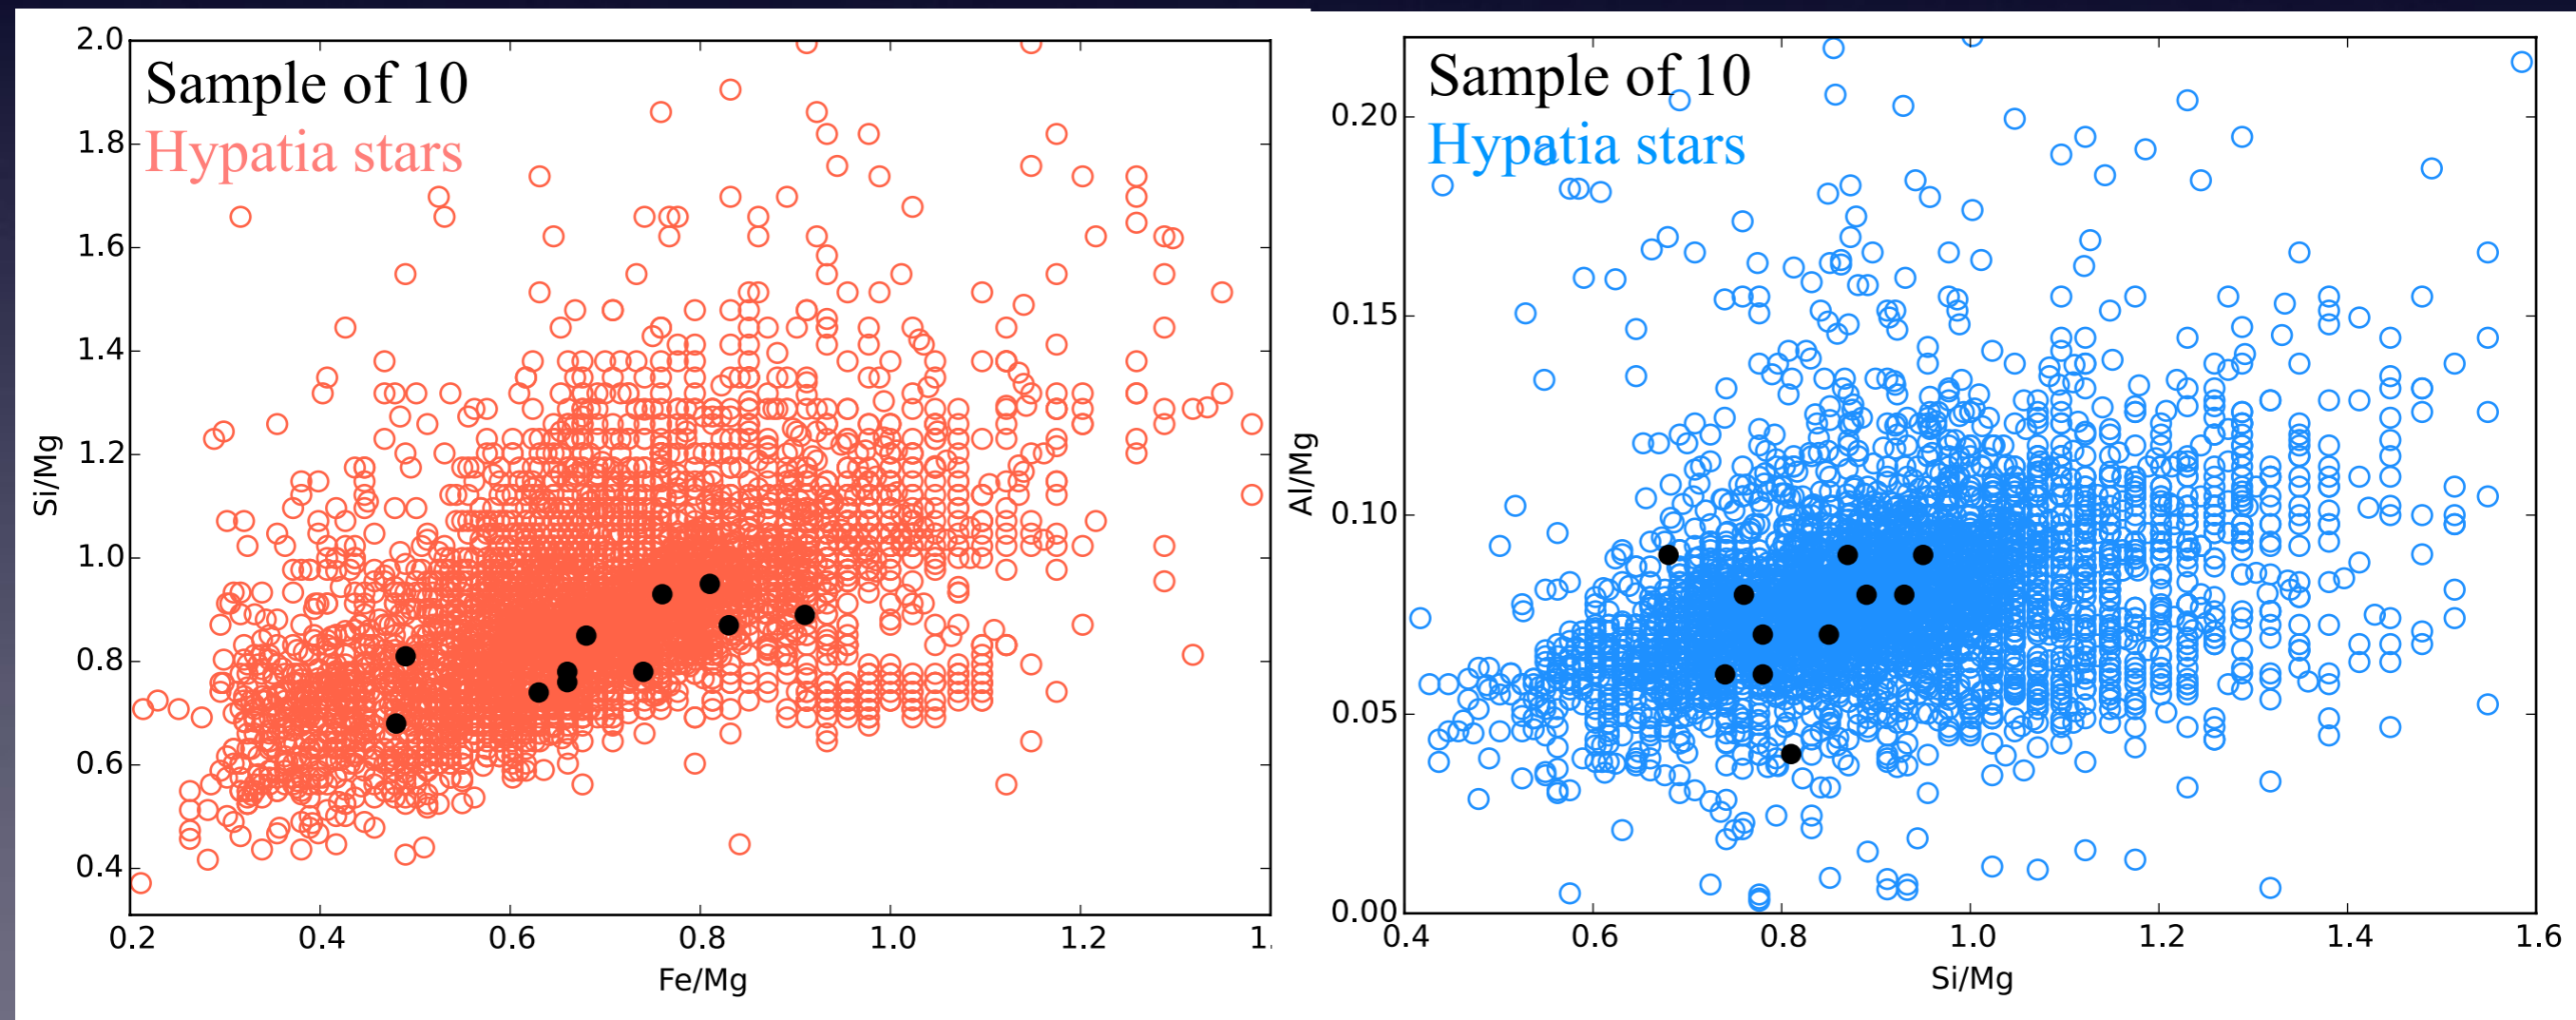 Sample of 10
Hypatia stars
2.0
1.8
1.6
1.4
1.2
1.0
0.8
0.6
0.4
Si/Mg
0.2 0.4 0.6 0.8 1.0 1.2 1.
Fe/Mg
Sample of 10
Hypatia stars
0.20
0.15
0.10
0.05
0.00
Al/Mg
0.4 0.6 0.8 1.0 1.2 1.4 1.6
Si/Mg